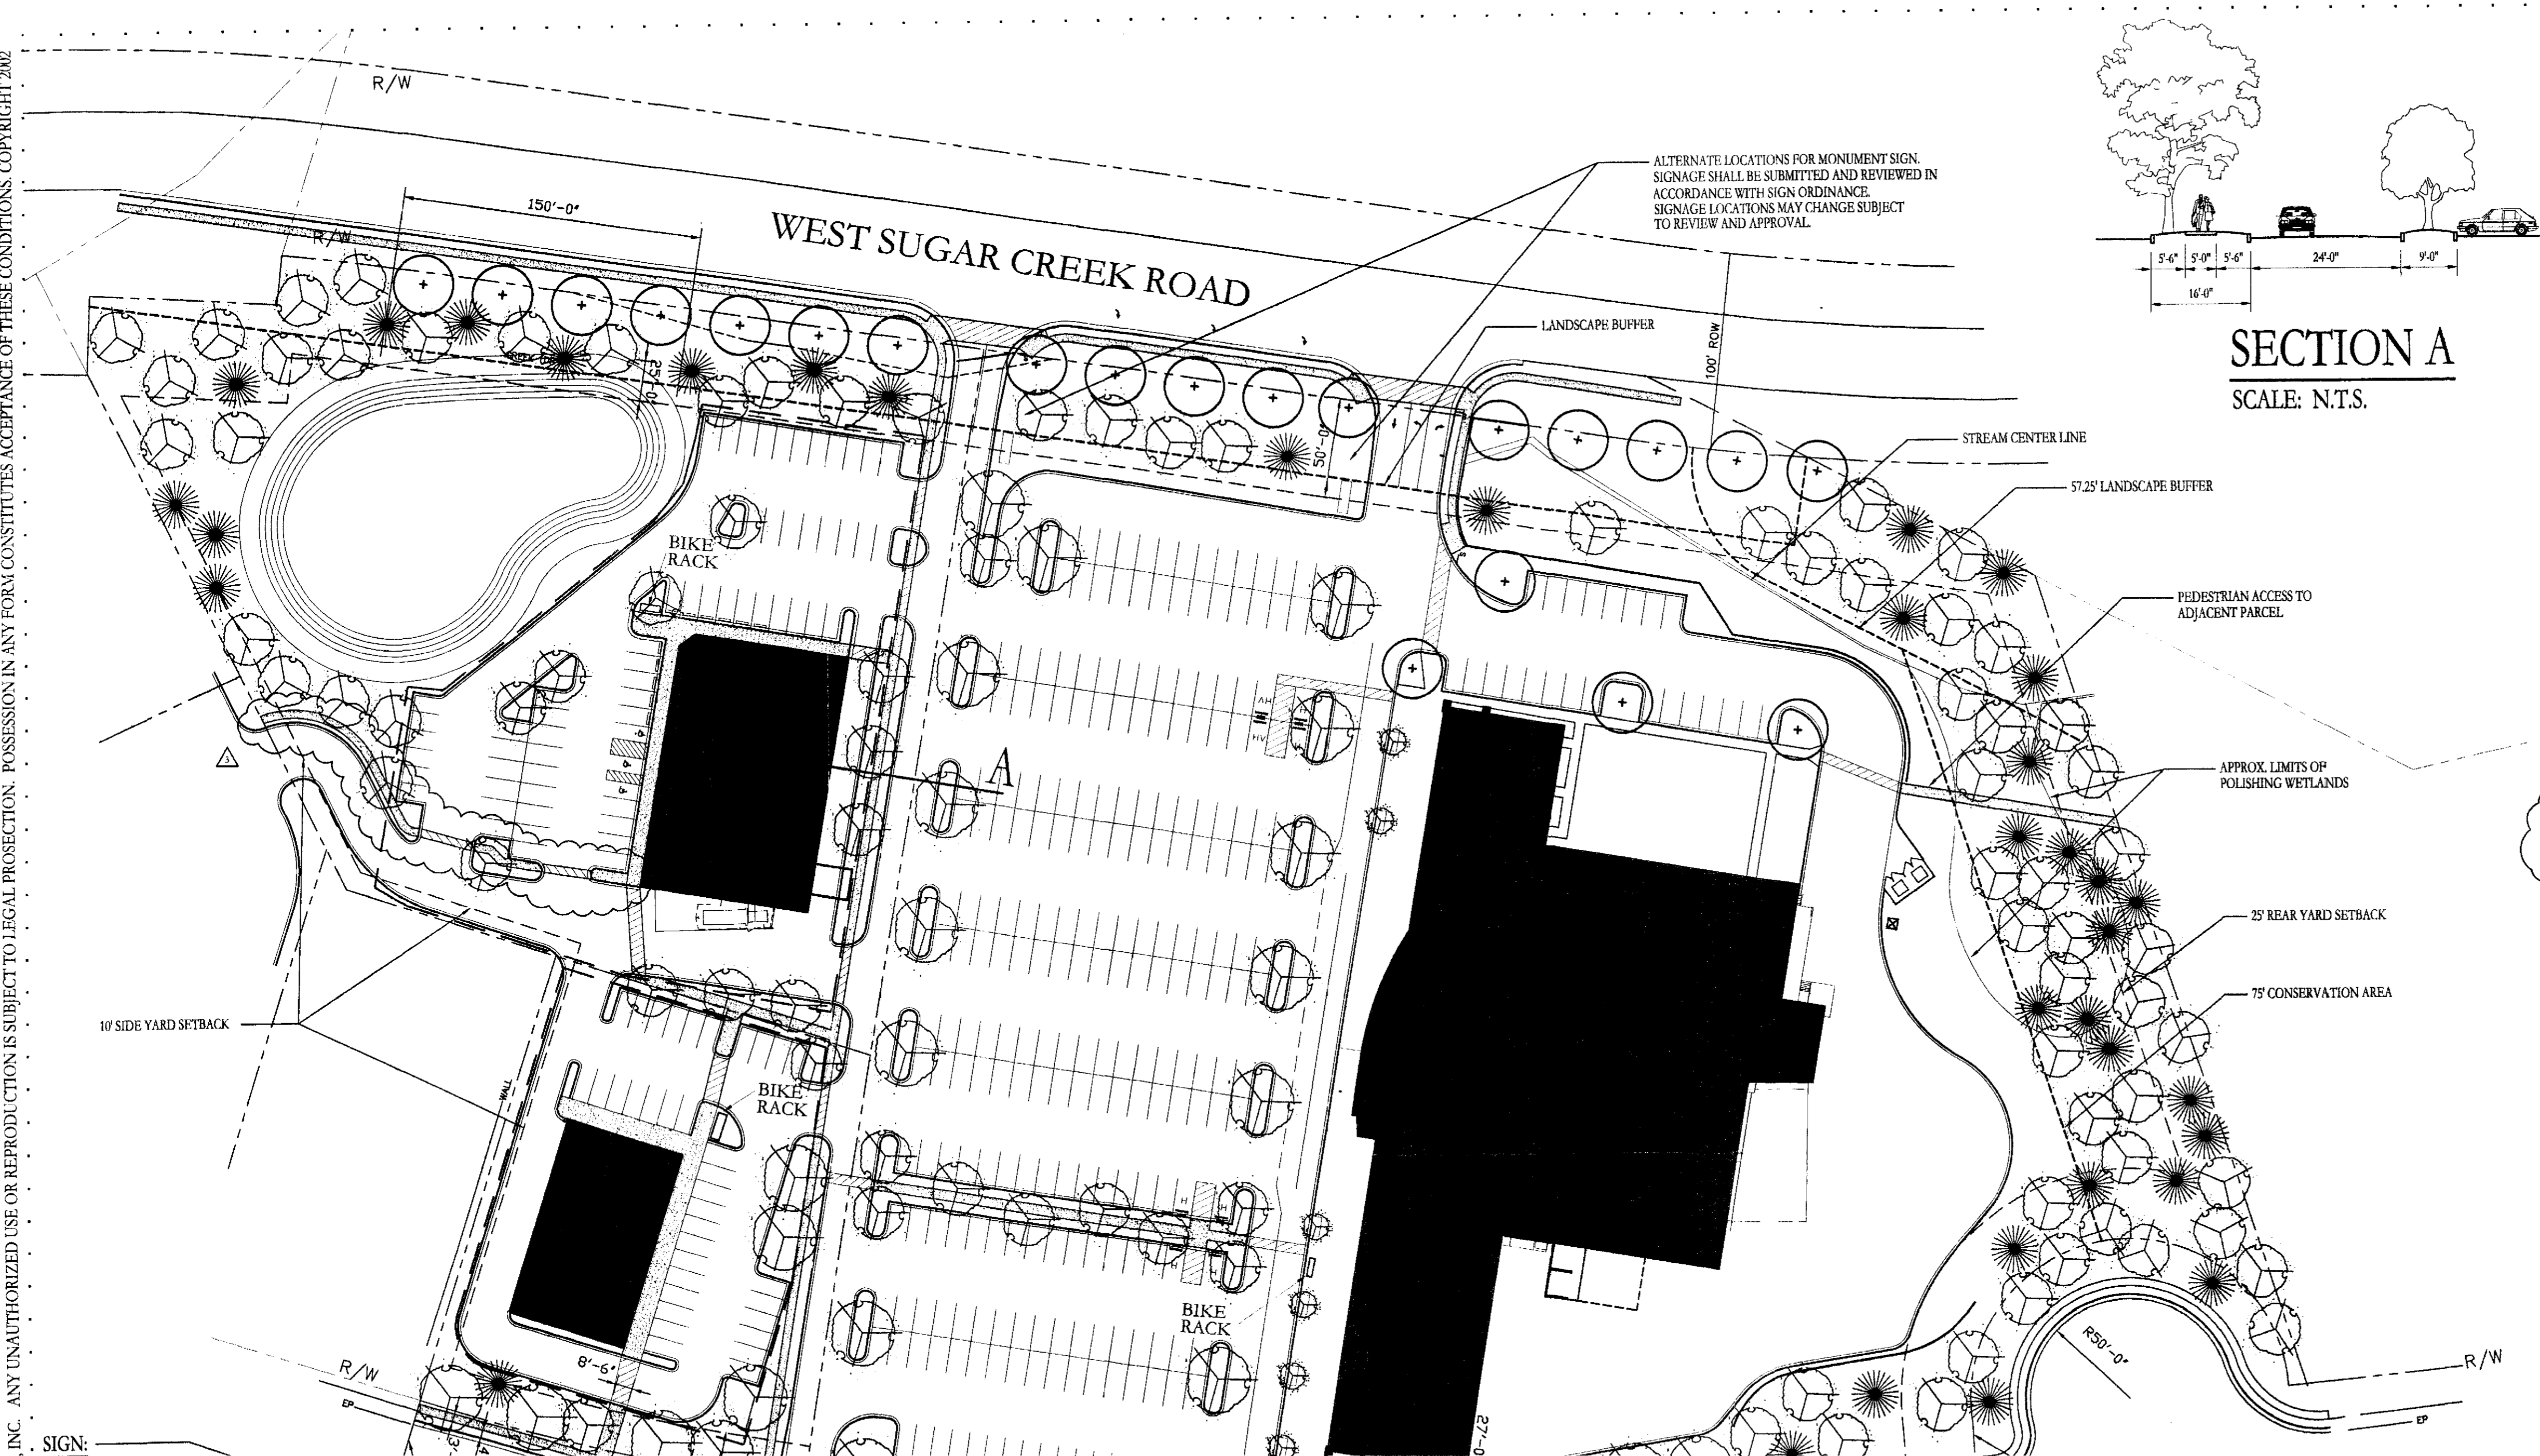 INC. ANY UNAUTHORIZED USE OR REPRODUCTION IS SUBJECT TO LEGAL PROSECTION. POSSESSION IN ANY FORM CONSTITUTES ACCEPTANCE OF THESE CONDITIONS. COPYRIGHT 2002
R/W
R/W
150'-0"
WEST SUGAR CREEK ROAD
ALTERNATE LOCATIONS FOR MONUMENT SIGN.
SIGNAGE SHALL BE SUBMITTED AND REVIEWED IN
ACCORDANCE WITH SIGN ORDINANCE.
SIGNAGE LOCATIONS MAY CHANGE SUBJECT
TO REVIEW AND APPROVAL.
5'-6" 5'-0" 5'-6" 24'-0" 9'-0"
16'-0"
SECTION A
SCALE: N.T.S.
LANDSCAPE BUFFER
100' ROW
25'-0"
50'-0"
STREAM CENTER LINE
57.25' LANDSCAPE BUFFER
BIKE
RACK
PEDESTRIAN ACCESS TO
ADJACENT PARCEL
3
A
APPROX. LIMITS OF
POLISHING WETLANDS
25' REAR YARD SETBACK
75' CONSERVATION AREA
10' SIDE YARD SETBACK
WALL
BIKE
RACK
BIKE
RACK
R50'-0"
R/W
EP
R/W
EP
8'-6"
27'-0
SIGN: